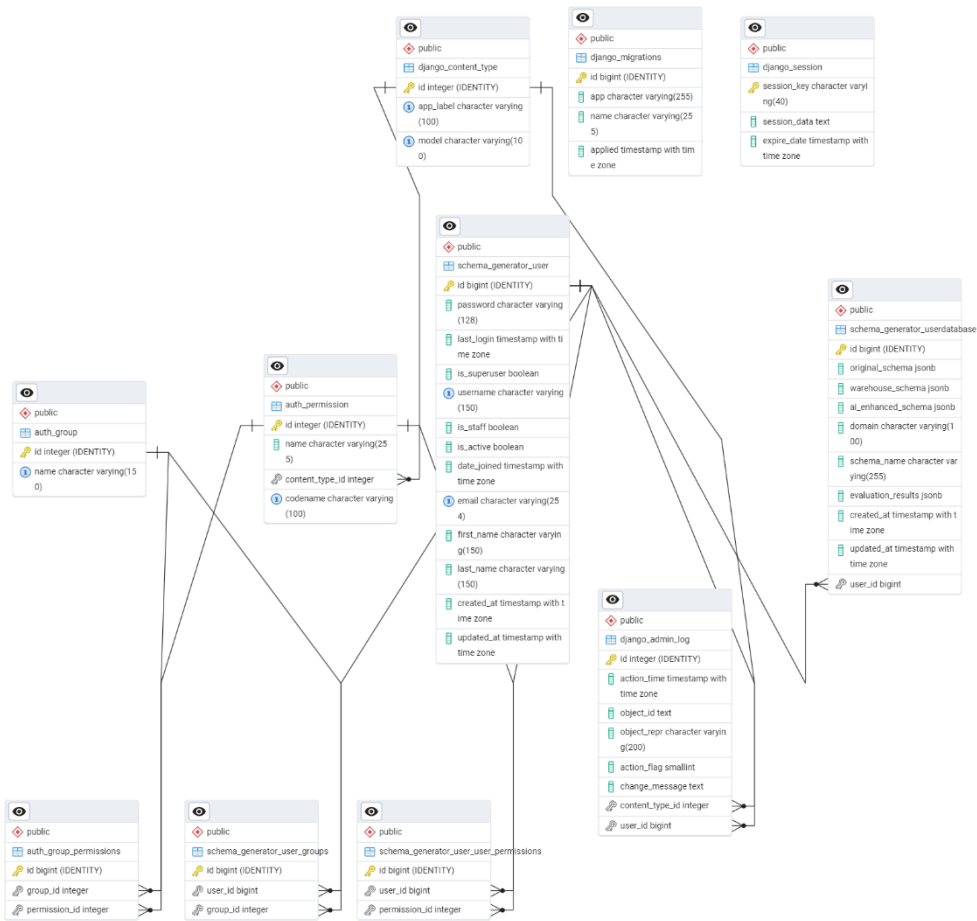 public
django_content_type
id integer (IDENTITY)
app_label character varying
(100)
model character varying(10
0)
public
django_migrations
id bigint (IDENTITY)
app character varying(255)
name character varying(25
5)
applied timestamp with tim
e zone
public
django_session
session_key character varyi
ng(40)
session_data text
expire_date timestamp with
time zone
public
schema_generator_user
id bigint (IDENTITY)
password character varying
(128)
last_login timestamp with ti
me zone
is_superuser boolean
username character varying
(150)
is_staff boolean
is_active boolean
date_joined timestamp with
time zone
email character varying(25
4)
first_name character varyin
g(150)
last_name character varying
(150)
created_at timestamp with t
ime zone
updated_at timestamp with
time zone
public
schema_generator_userdatabase
id bigint (IDENTITY)
original_schema jsonb
warehouse_schema jsonb
ai_enhanced_schema jsonb
domain character varying(1
00)
schema_name character var
ying(255)
evaluation_results jsonb
created_at timestamp with t
ime zone
updated_at timestamp with
time zone
user_id bigint
public
auth_permission
id integer (IDENTITY)
name character varying(25
5)
content_type_id integer
codename character varying
(100)
public
auth_group
id integer (IDENTITY)
name character varying(15
0)
public
django_admin_log
id integer (IDENTITY)
action_time timestamp with
time zone
object_id text
object_repr character varyin
g(200)
action_flag smallint
change_message text
content_type_id integer
user_id bigint
public
auth_group_permissions
id bigint (IDENTITY)
group_id integer
permission_id integer
public
schema_generator_user_groups
id bigint (IDENTITY)
user_id bigint
group_id integer
public
schema_generator_user_user_permissions
id bigint (IDENTITY)
user_id bigint
permission_id integer